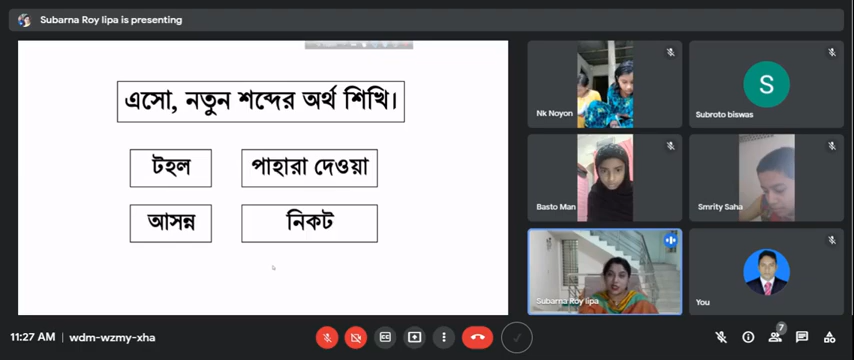 Subarna Roy lipa is presenting
এসো, নতুন শব্দের অর্থ শিখি।
টহল পাহারা দেওয়া
আসন্ন নিকট
Nk Noyon
S
Subroto biswas
Basto Man
Smrity Saha
Subarna Roy lipa
You
11:27 AM | wdm-wzmy-xha
CC
7